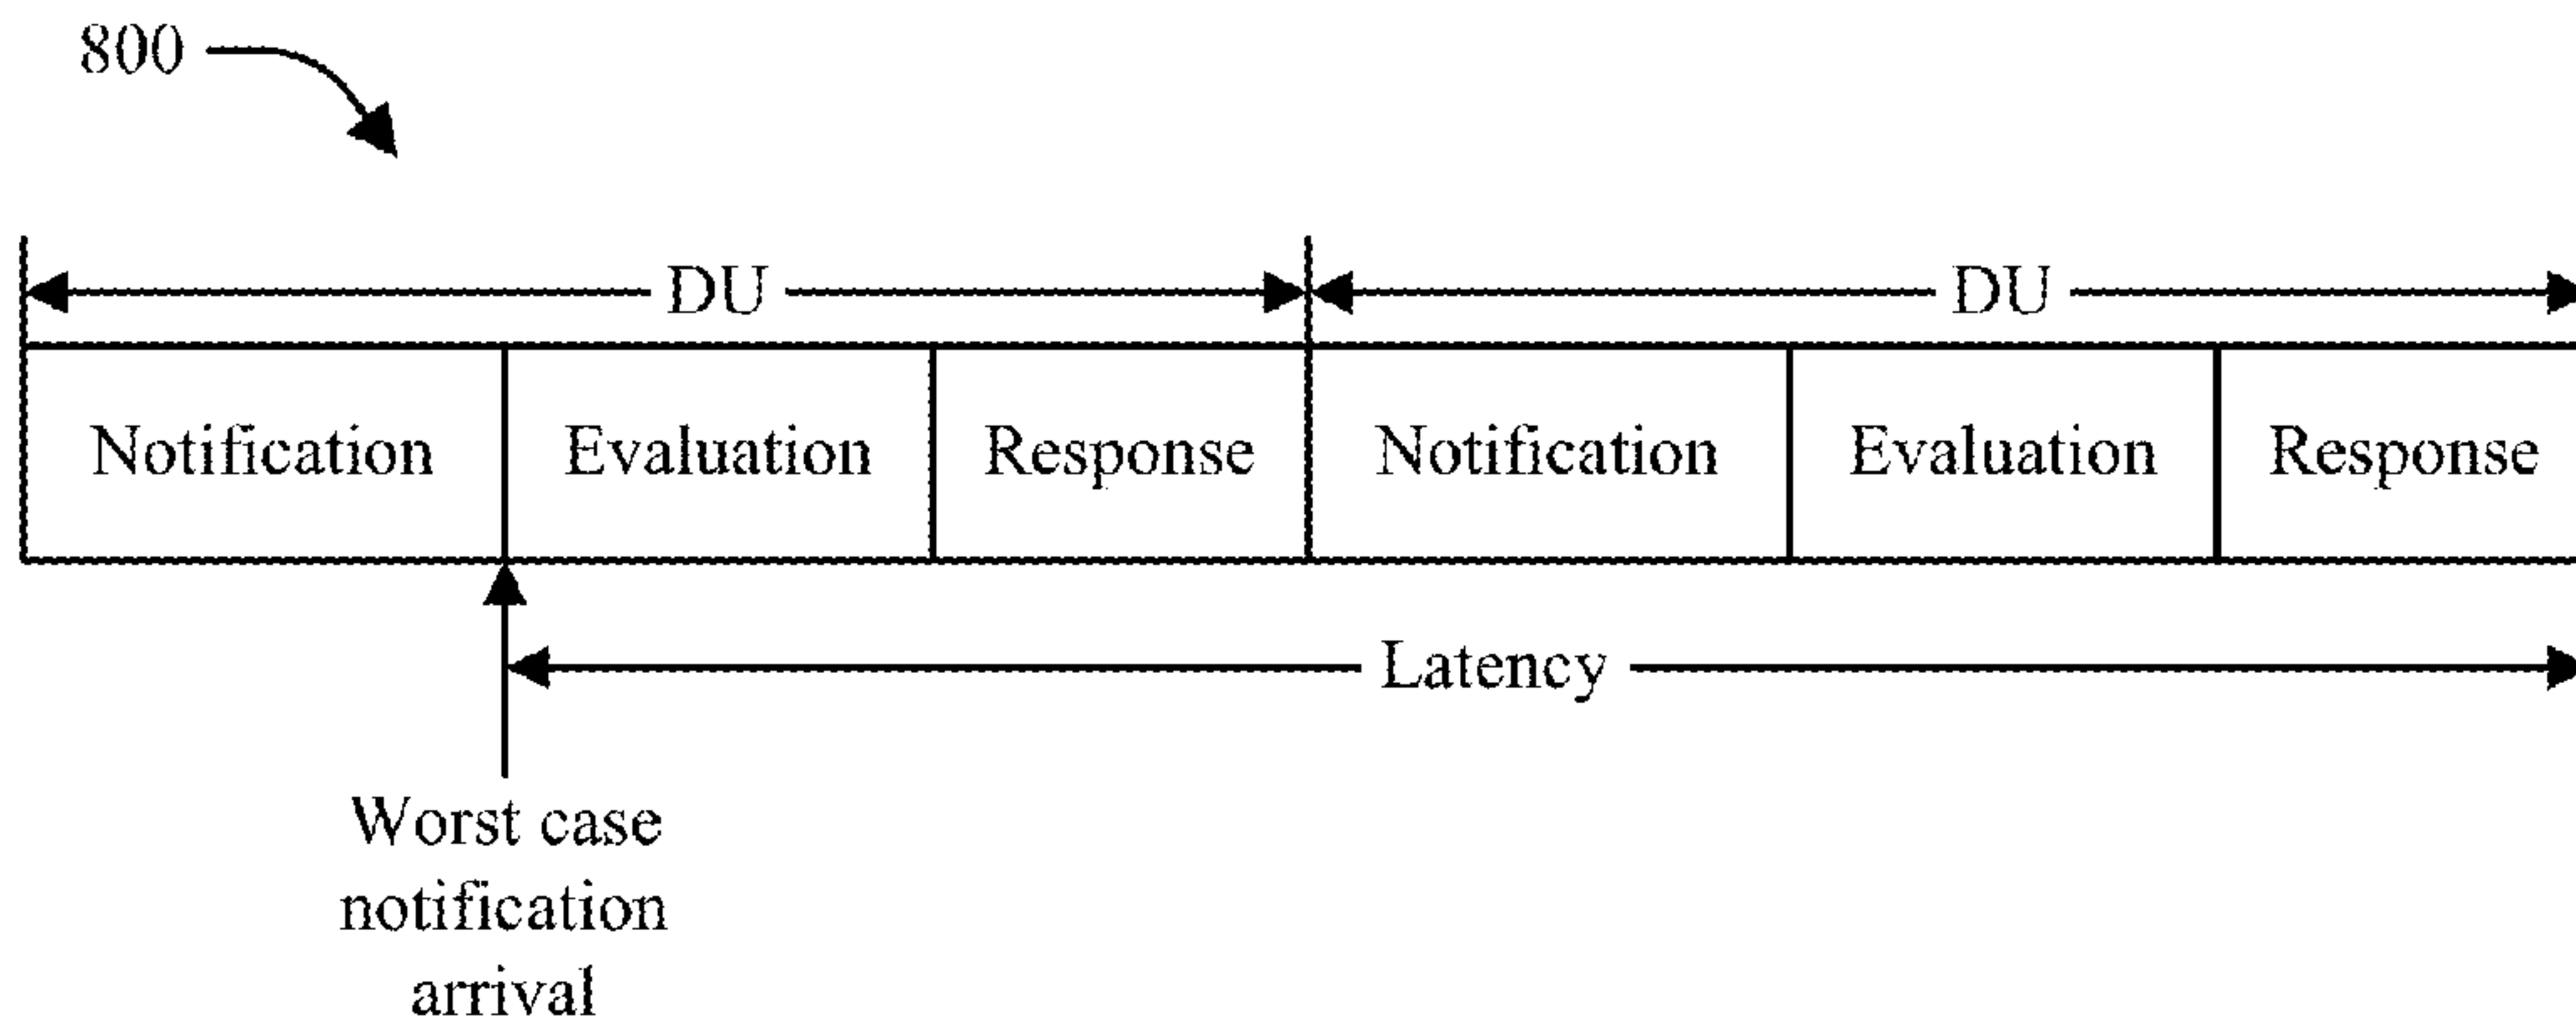 800
DU DU
Notification Evaluation Response Notification Evaluation Response
Latency
Worst case
notification
arrival